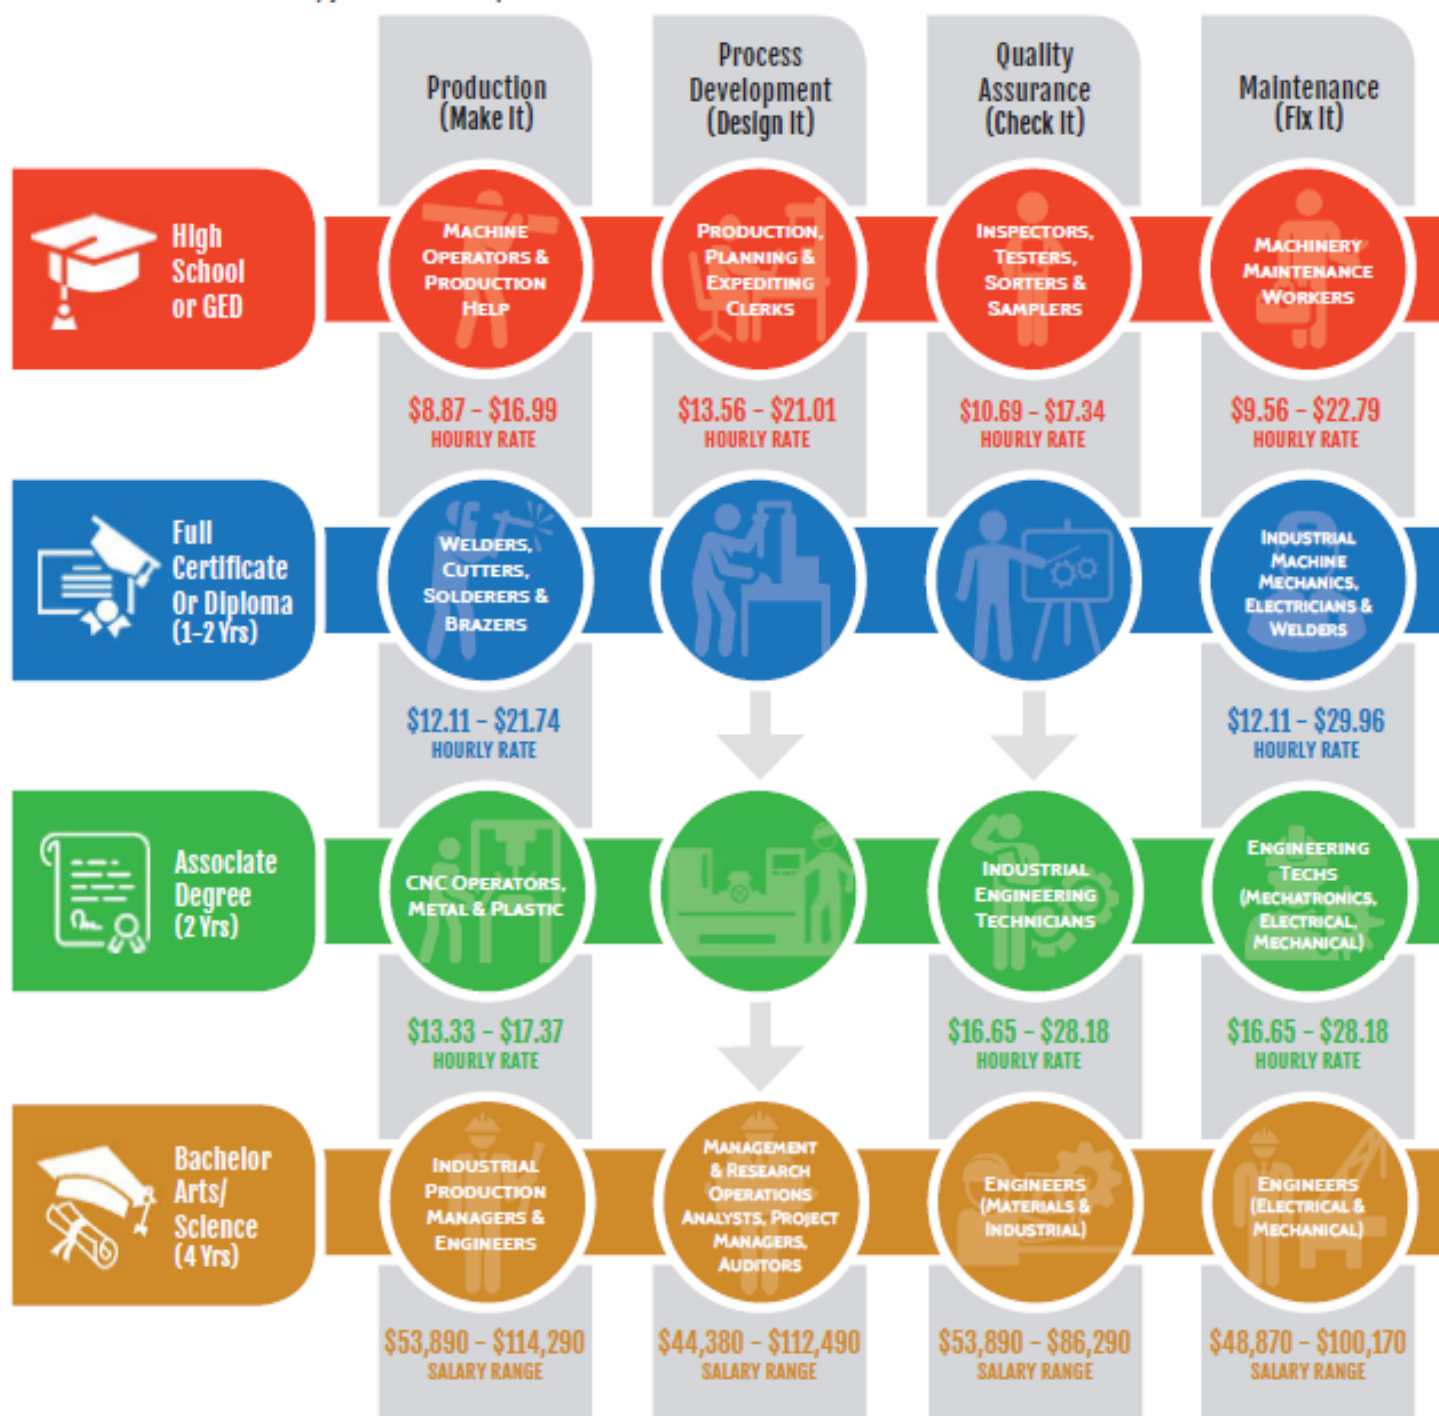 Production
(Make It)
Process
Development
(Design It)
Quality
Assurance
(Check It)
Maintenance
(Fix It)
High
School
or GED
MACHINE
OPERATORS &
PRODUCTION
HELP
PRODUCTION,
PLANNING &
EXPEDITING
CLERKS
INSPECTORS,
TESTERS,
SORTERS &
SAMPLERS
MACHINERY
MAINTENANCE
WORKERS
$8.87 - $16.99
HOURLY RATE
$13.56 - $21.01
HOURLY RATE
$10.69 - $17.34
HOURLY RATE
$9.56 - $22.79
HOURLY RATE
Full
Certificate
Or Diploma
(1-2 Yrs)
WELDERS,
CUTTERS,
SOLDERERS &
BRAZERS
INDUSTRIAL
MACHINE
MECHANICS,
ELECTRICIANS &
WELDERS
$12.11 - $21.74
HOURLY RATE
$12.11 - $29.96
HOURLY RATE
Associate
Degree
(2 Yrs)
CNC OPERATORS,
METAL & PLASTIC
INDUSTRIAL
ENGINEERING
TECHNICIANS
ENGINEERING
TECHS
(MECHATRONICS,
ELECTRICAL,
MECHANICAL)
$13.33 - $17.37
HOURLY RATE
$16.65 - $28.18
HOURLY RATE
$16.65 - $28.18
HOURLY RATE
Bachelor
Arts/
Science
(4 Yrs)
INDUSTRIAL
PRODUCTION
MANAGERS &
ENGINEERS
MANAGEMENT
& RESEARCH
OPERATIONS
ANALYSTS, PROJECT
MANAGERS,
AUDITORS
ENGINEERS
(MATERIALS &
INDUSTRIAL)
ENGINEERS
(ELECTRICAL &
MECHANICAL)
$53,890 - $114,290
SALARY RANGE
$44,380 - $112,490
SALARY RANGE
$53,890 - $86,290
SALARY RANGE
$48,870 - $100,170
SALARY RANGE